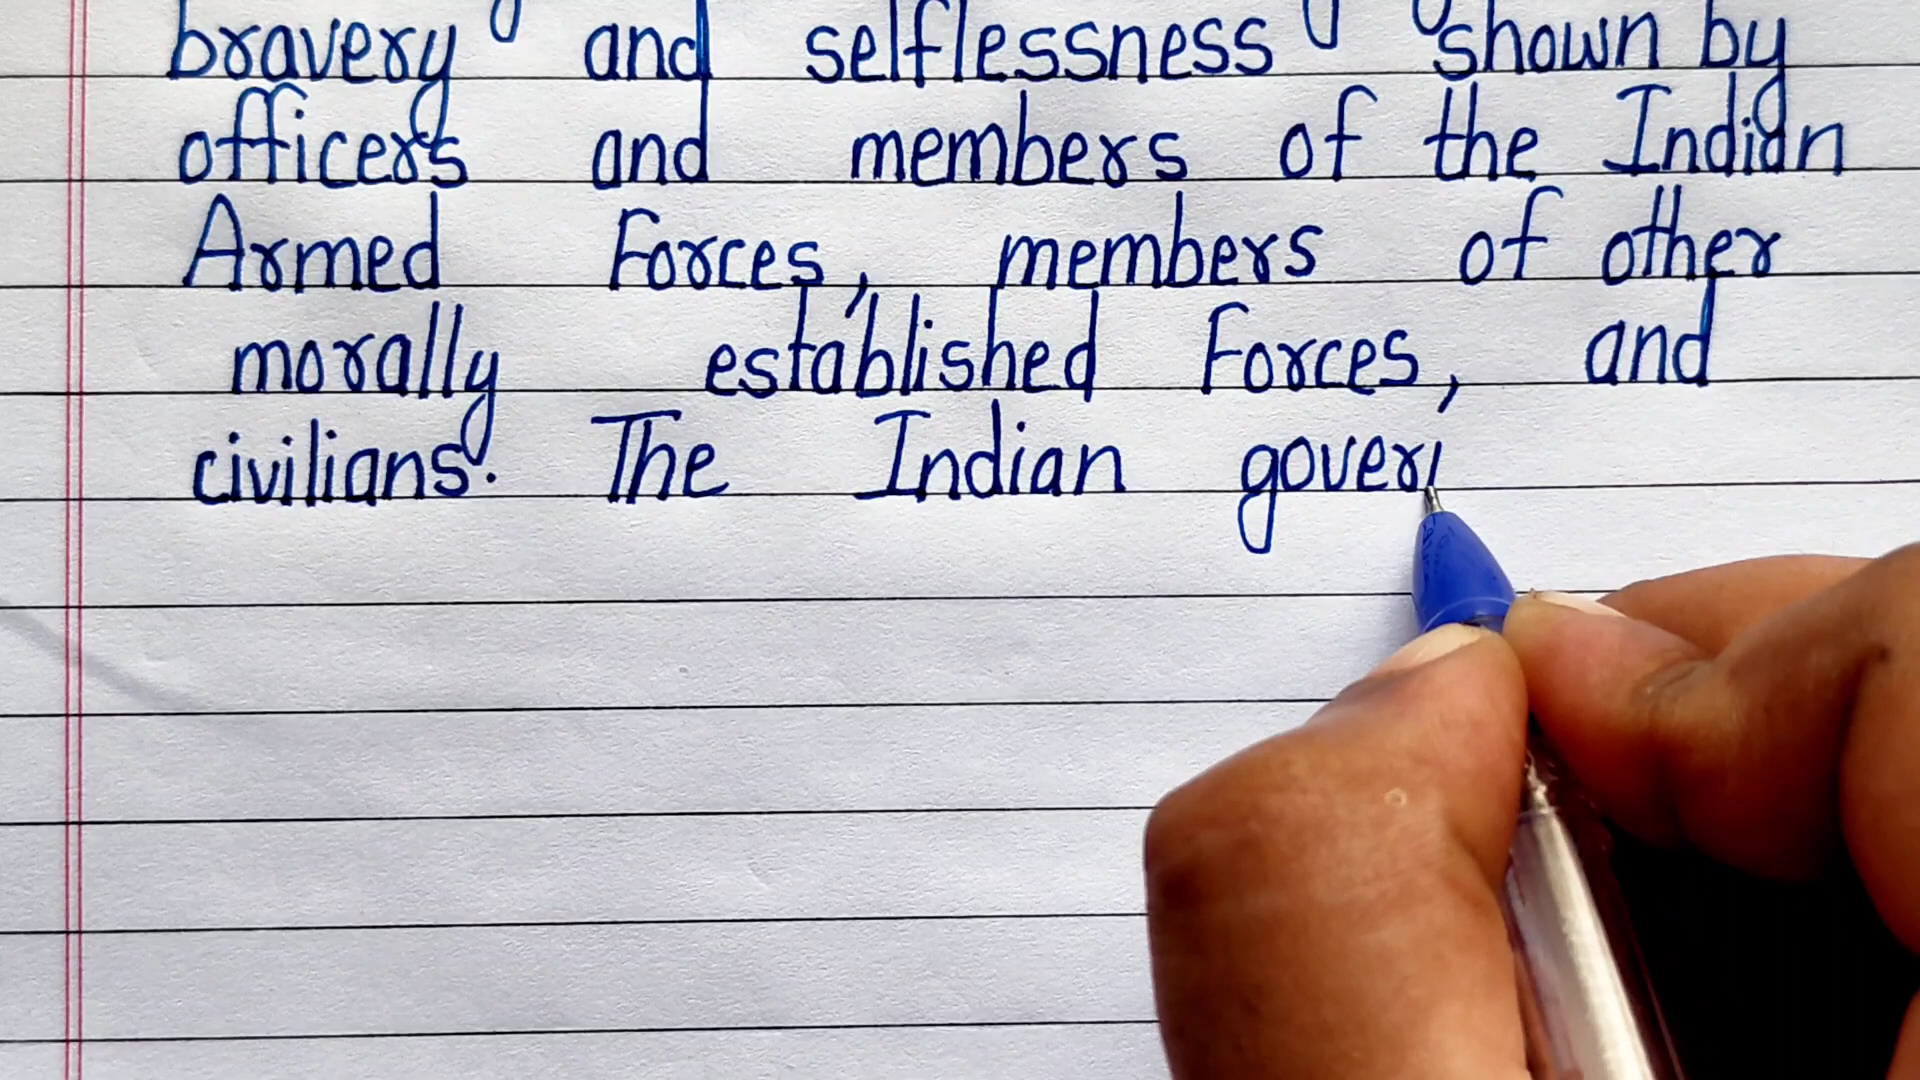 bravery and selflessness shown by
officers and members of the Indian
Armed Forces, members of other
morally established Forces, and
civilians. The Indian gover